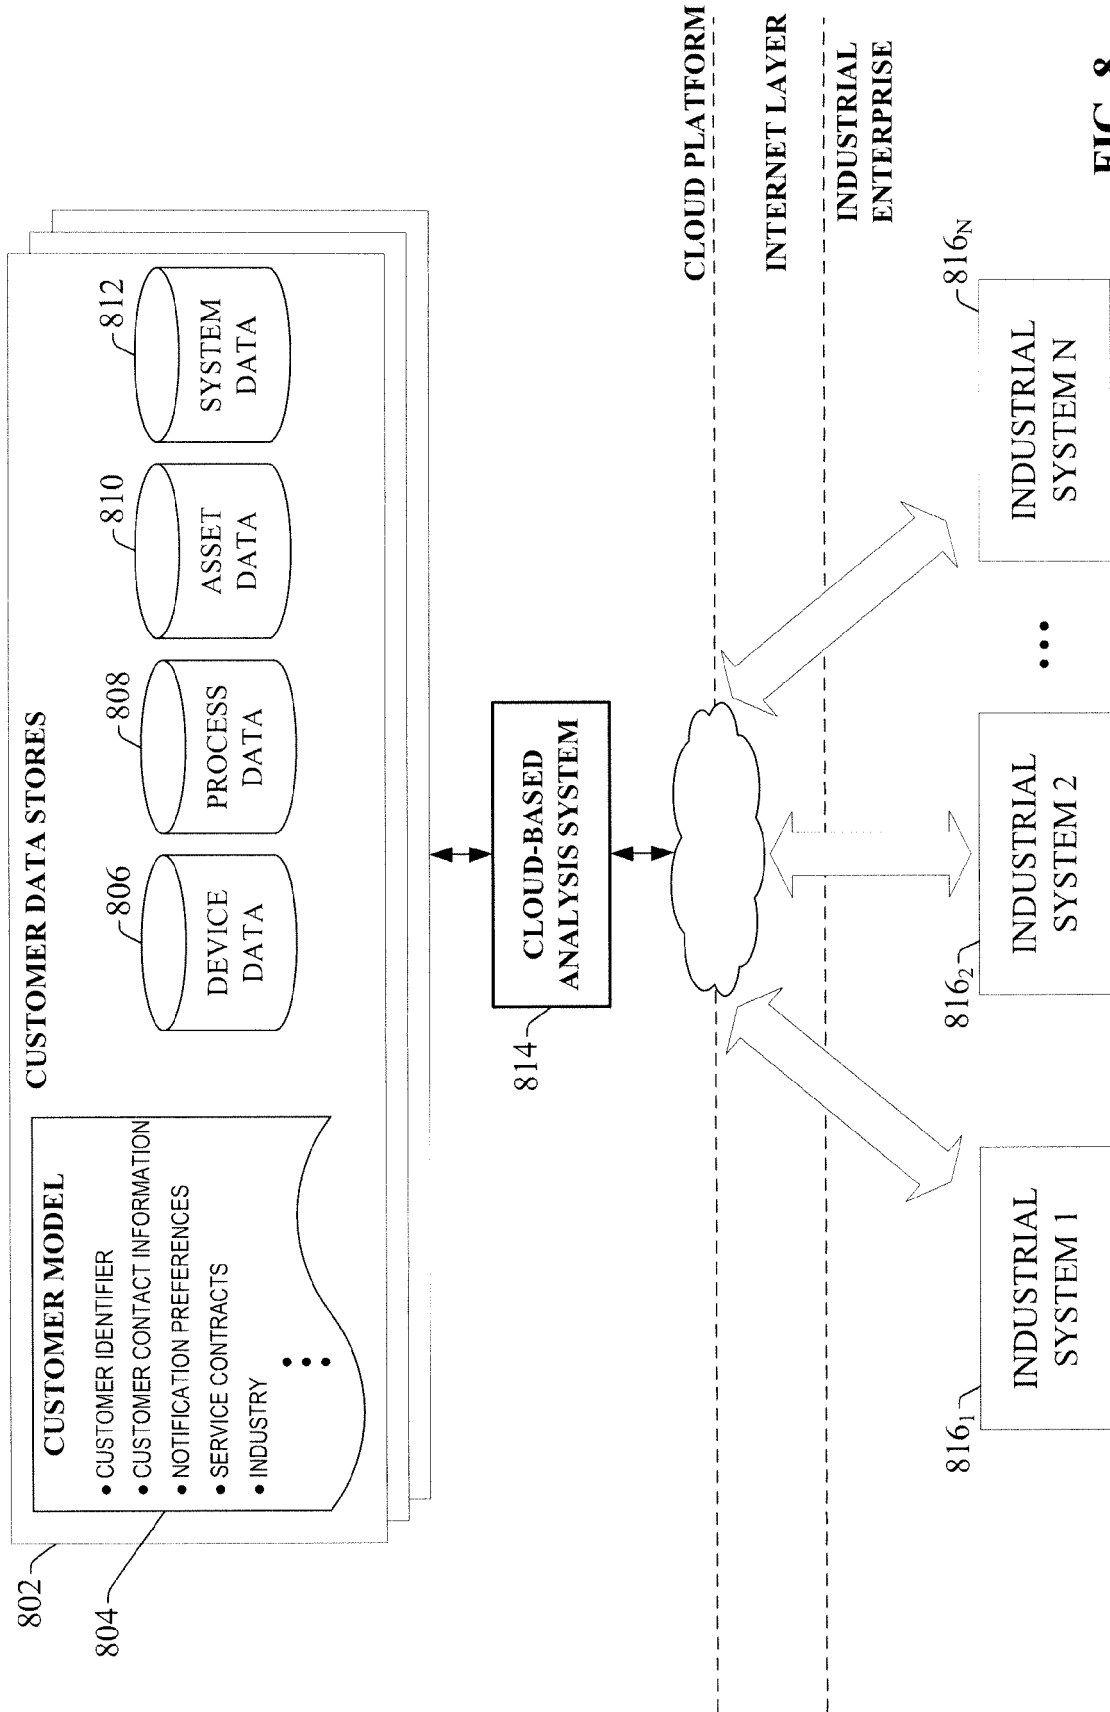 CUSTOMER DATA STORES
802
804
CUSTOMER MODEL
• CUSTOMER IDENTIFIER
• CUSTOMER CONTACT INFORMATION
• NOTIFICATION PREFERENCES
• SERVICE CONTRACTS
• INDUSTRY
806
DEVICE
DATA
808
PROCESS
DATA
810
ASSET
DATA
812
SYSTEM
DATA
814
CLOUD-BASED
ANALYSIS SYSTEM
CLOUD PLATFORM
INTERNET LAYER
INDUSTRIAL
ENTERPRISE
816₁
INDUSTRIAL
SYSTEM 1
816₂
INDUSTRIAL
SYSTEM 2
•••
816N
INDUSTRIAL
SYSTEM N
FIG. 8